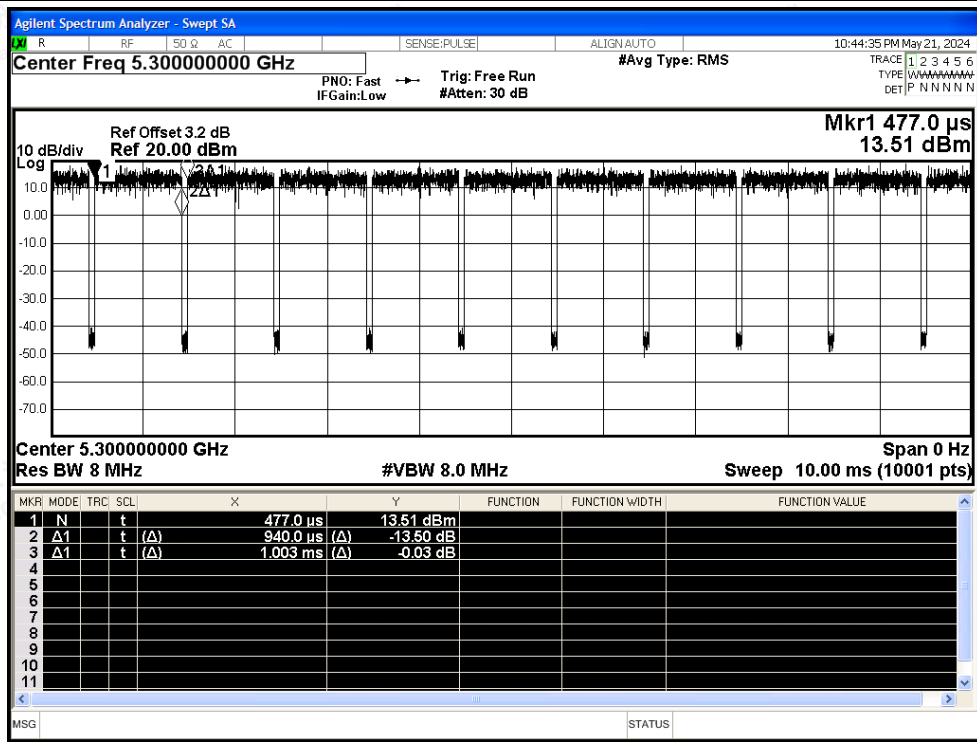 Agilent Spectrum Analyzer - Swept SA
LXI R RF 50 Ω AC SENSE:PULSE ALIGN AUTO 10:44:35 PM May 21, 2024
Center Freq 5.300000000 GHz #Avg Type: RMS TRACE 1 2 3 4 5 6
PNO: Fast Trig: Free Run TYPE WWWWWW
IFGain:Low #Atten: 30 dB DET P N N N N N
Mkr1 477.0 µs
Ref Offset 3.2 dB
10 dB/div Ref 20.00 dBm 13.51 dBm
Log
1
3Δ1
2Δ1
10.0
0.00
-10.0
-20.0
-30.0
-40.0
-50.0
-60.0
-70.0
Center 5.300000000 GHz Span 0 Hz
Res BW 8 MHz #VBW 8.0 MHz Sweep 10.00 ms (10001 pts)
MKR MODE TRC SCL X Y FUNCTION FUNCTION WIDTH FUNCTION VALUE
1 N t 477.0 µs 13.51 dBm
2 Δ1 t (Δ) 940.0 µs (Δ) -13.50 dB
3 Δ1 t (Δ) 1.003 ms (Δ) -0.03 dB
4
5
6
7
8
9
10
11
MSG STATUS